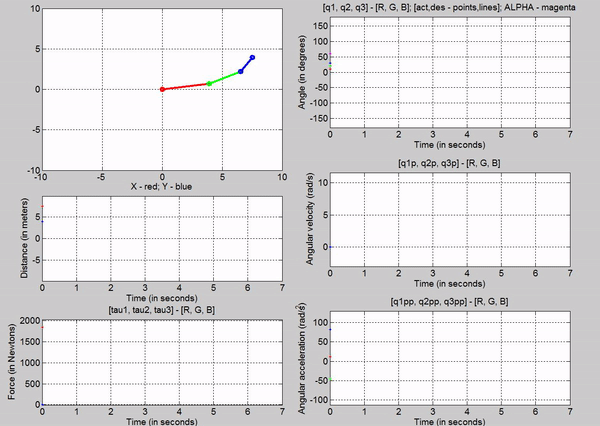 10
5
0
-5
-10
-10 -5 0 5 10
X - red; Y - blue
Distance (in meters)
5
0
-5
0 1 2 3 4 5 6 7
Time (in seconds)
[tau1, tau2, tau3] - [R, G, B]
Force (in Newtons)
2000
1500
1000
500
0
0 1 2 3 4 5 6 7
Time (in seconds)
[q1, q2, q3] - [R, G, B]; [act,des - points,lines]; ALPHA - magenta
Angle (in degrees)
150
100
50
0
-50
-100
-150
0 1 2 3 4 5 6 7
Time (in seconds)
[q1p, q2p, q3p] - [R, G, B]
Angular velocity (rad/s)
10
5
0
0 1 2 3 4 5 6 7
Time (in seconds)
[q1pp, q2pp, q3pp] - [R, G, B]
Angular acceleration (rad/s)
100
50
0
-50
-100
0 1 2 3 4 5 6 7
Time (in seconds)